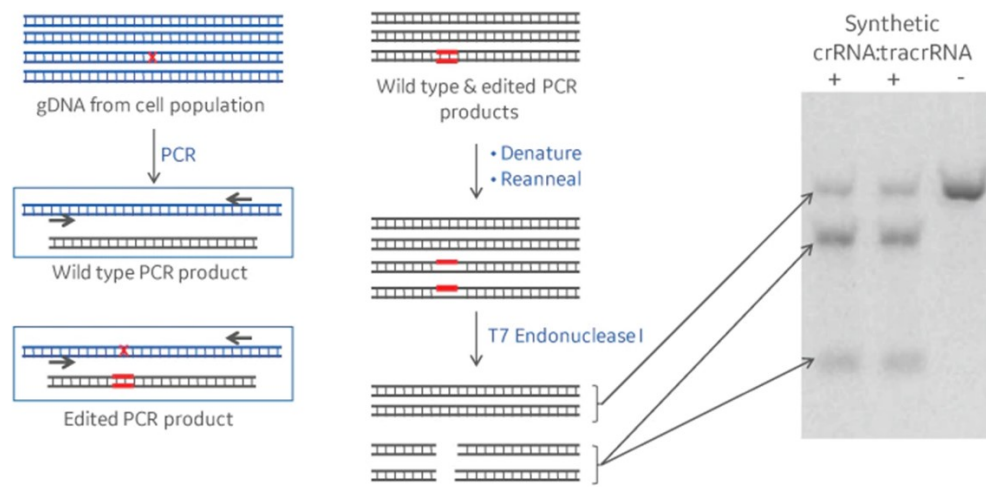 gDNA from cell population
PCR
Wild type PCR product
Edited PCR product
Wild type & edited PCR
products
• Denature
• Reanneal
T7 Endonuclease I
Synthetic
crRNA:tracrRNA
+ + -